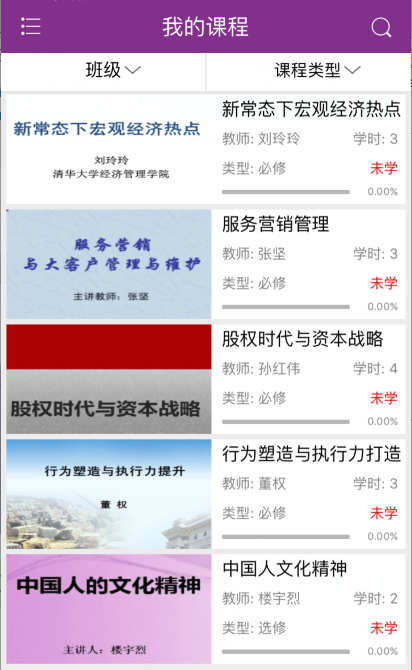 我的课程
班级
课程类型
新常态下宏观经济热点
刘玲玲
清华大学经济管理学院
新常态下宏观经济热点
教师: 刘玲玲 学时: 3
类型: 必修 未学
0.00%
服务营销
与大客户管理与维护
主讲教师：张坚
服务营销管理
教师: 张坚 学时: 3
类型: 必修 未学
0.00%
股权时代与资本战略
股权时代与资本战略
教师: 孙红伟 学时: 4
类型: 必修 未学
0.00%
行为塑造与执行力提升
董 权
行为塑造与执行力打造
教师: 董权 学时: 3
类型: 必修 未学
0.00%
中国人的文化精神
主讲人：楼宇烈
中国人文化精神
教师: 楼宇烈 学时: 2
类型: 选修 未学
0.00%